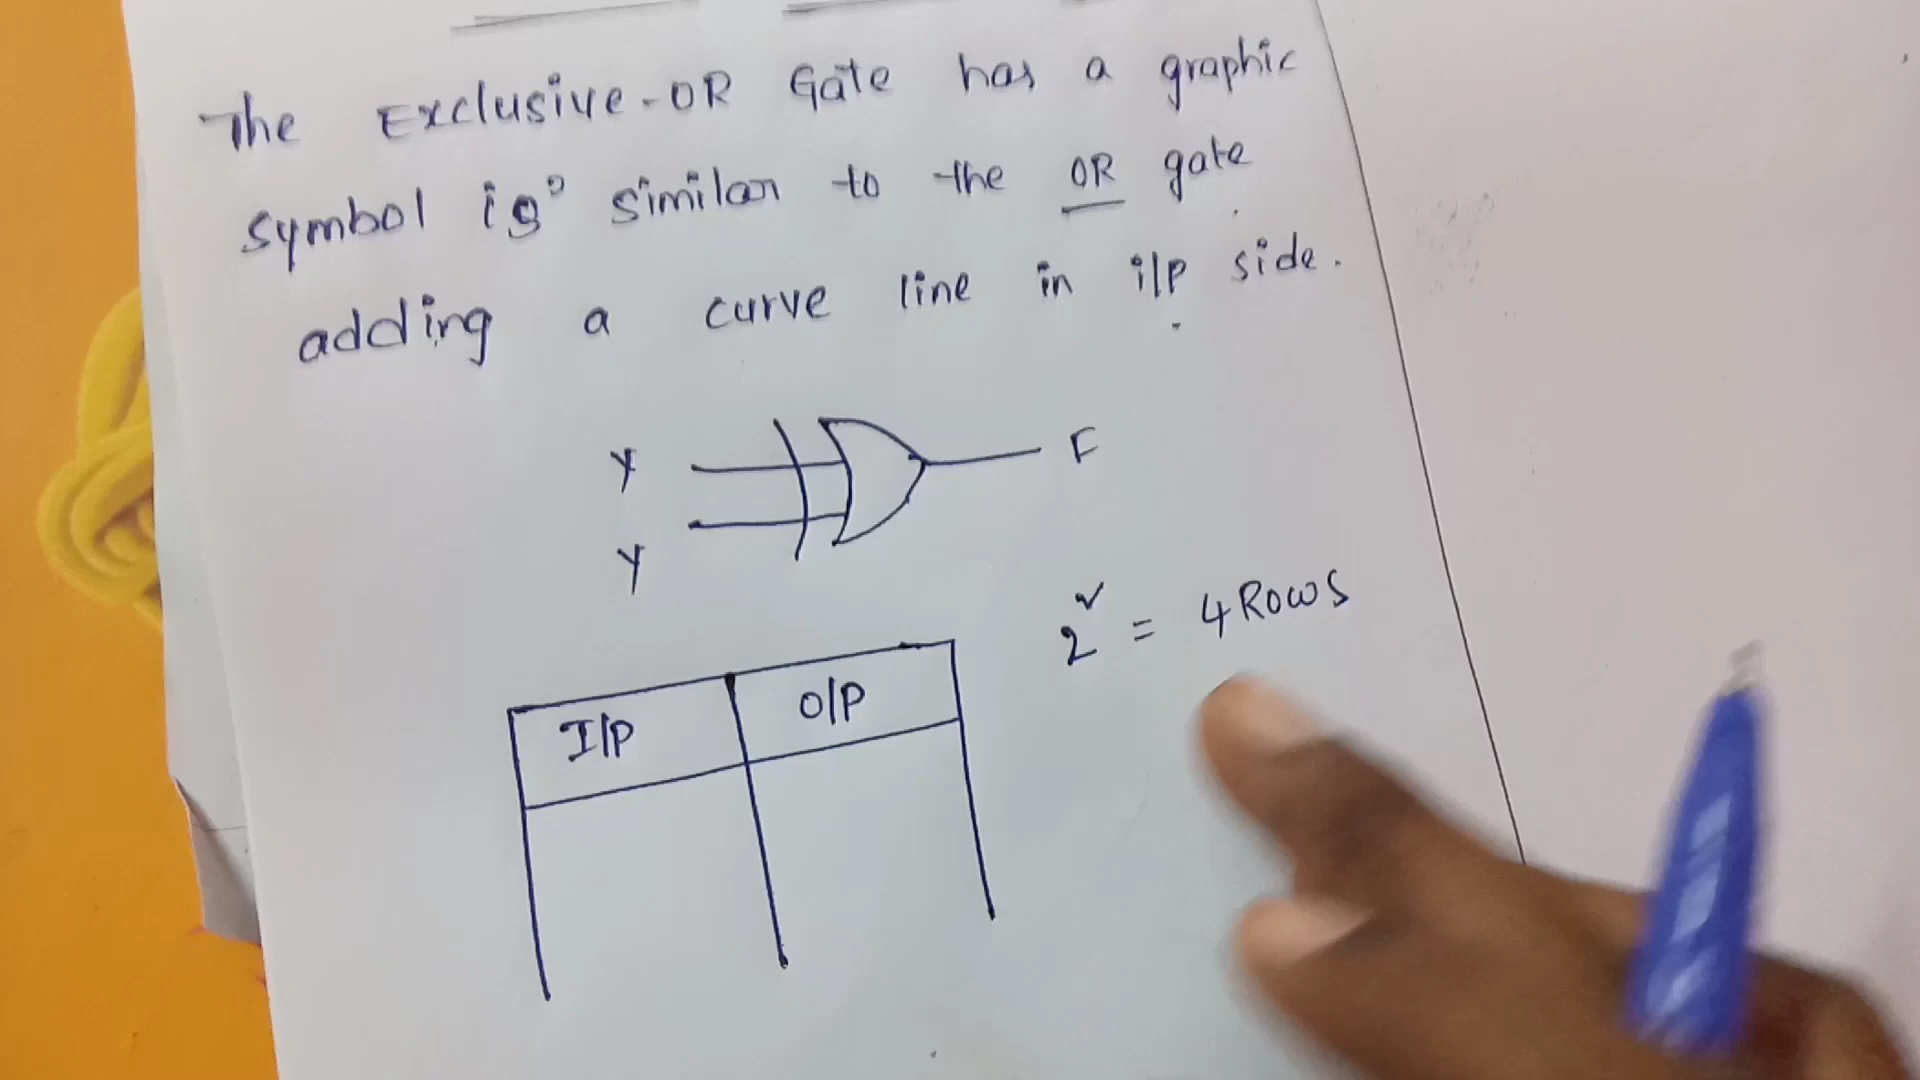 The Exclusive-OR Gate has a graphic
symbol is similar to the OR gate
adding a curve line in i/p side.
Y
F
Y
2² = 4 Rows
I/P O/P